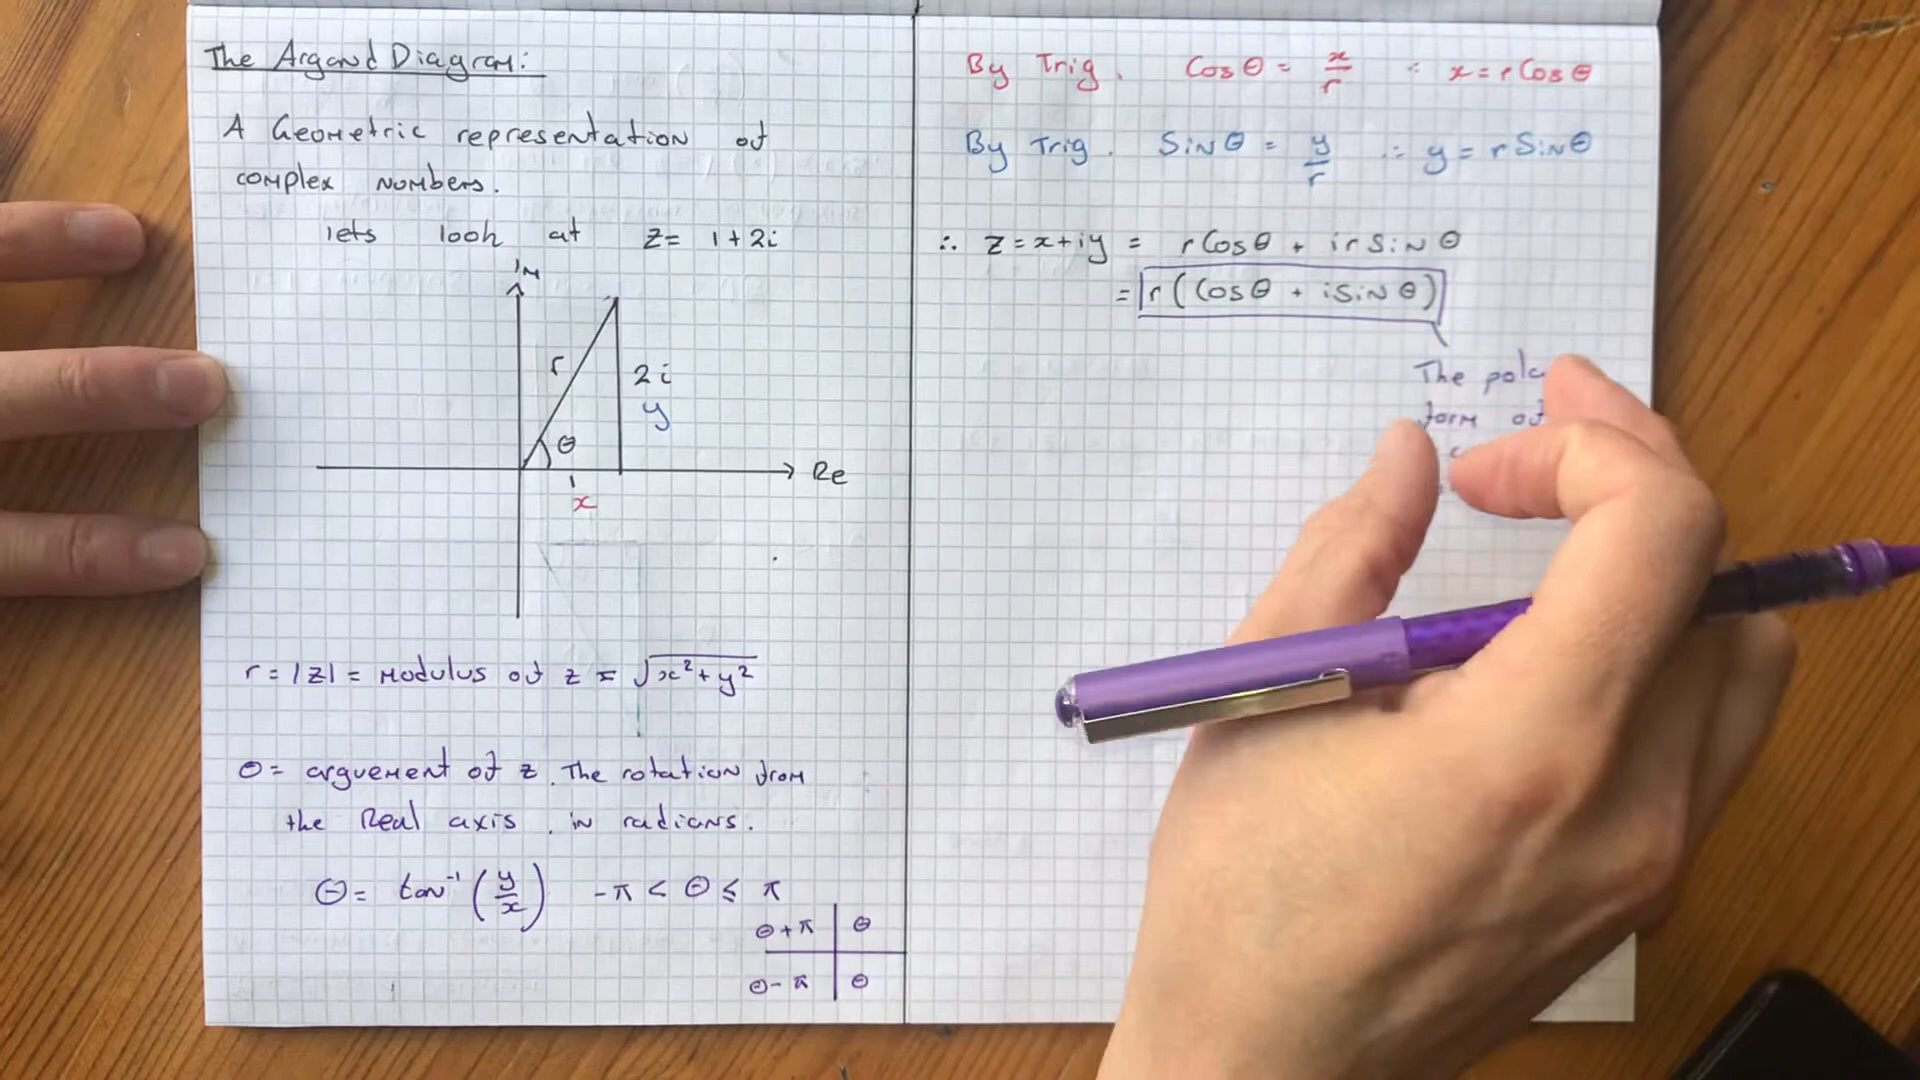 The Argand Diagram:
A Geometric representation of
complex numbers.
lets look at z = 1 + 2i
IM
r
2i
y
θ
Re
x
r = |z| = Modulus of z = √x² + y²
θ = arguement of z. The rotation from
the Real axis, in radians.
θ = tan⁻¹ (y/x) -π < θ ≤ π
θ+π θ
θ-π θ
By Trig. Cos θ = x/r ∴ x = r Cos θ
By Trig. Sin θ = y/r ∴ y = r Sin θ
∴ z = x + iy = r Cos θ + i r Sin θ
= r ( Cos θ + i Sin θ )
The
form of